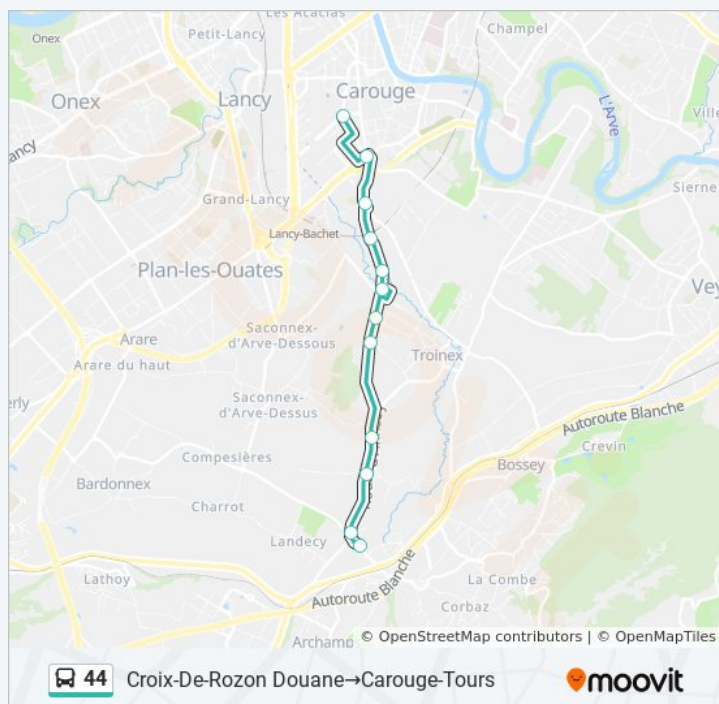 Les Acacias
Onex
Petit-Lancy
Champel
Carouge
Onex
Lancy
L'Arve
Ville
Lancy
Sierne
Grand-Lancy
Lancy-Bachet
Plan-les-Ouates
Vey
Saconnex-
d'Arve-Dessous
Arare
Troinex
Arare du haut
Saconnex-
d'Arve-Dessus
erly
Autoroute Blanche
Crevin
Compesières
Bossey
Bardonnex
Charrot
Landecy
Lathoy
La Combe
Autoroute Blanche
Corbaz
Archamp
© OpenStreetMap contributors | © OpenMapTiles
44 Croix-De-Rozon Douane→Carouge-Tours
moovit